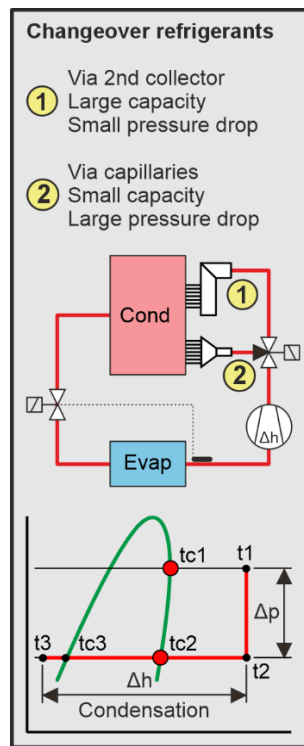 Changeover refrigerants
1
Via 2nd collector
Large capacity
Small pressure drop
2
Via capillaries
Small capacity
Large pressure drop
Cond
1
2
Δh
Evap
tc1
t1
Δp
t3
tc3
tc2
t2
Δh
Condensation